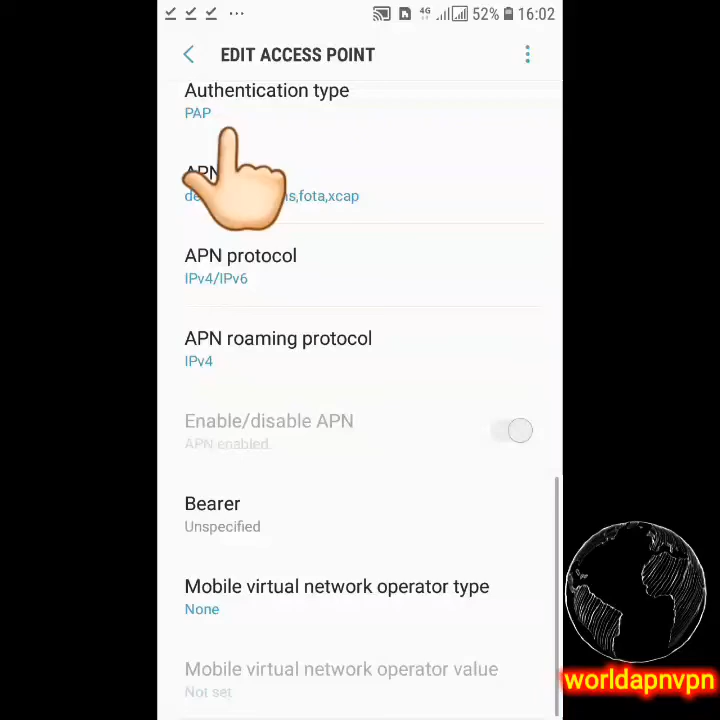 4G 52% 16:02
EDIT ACCESS POINT
Authentication type
PAP
APN
APN protocol
IPv4/IPv6
APN roaming protocol
IPv4
Enable/disable APN
APN enabled.
Bearer
Unspecified
Mobile virtual network operator type
None
Mobile virtual network operator value
Not set
worldapnvpn